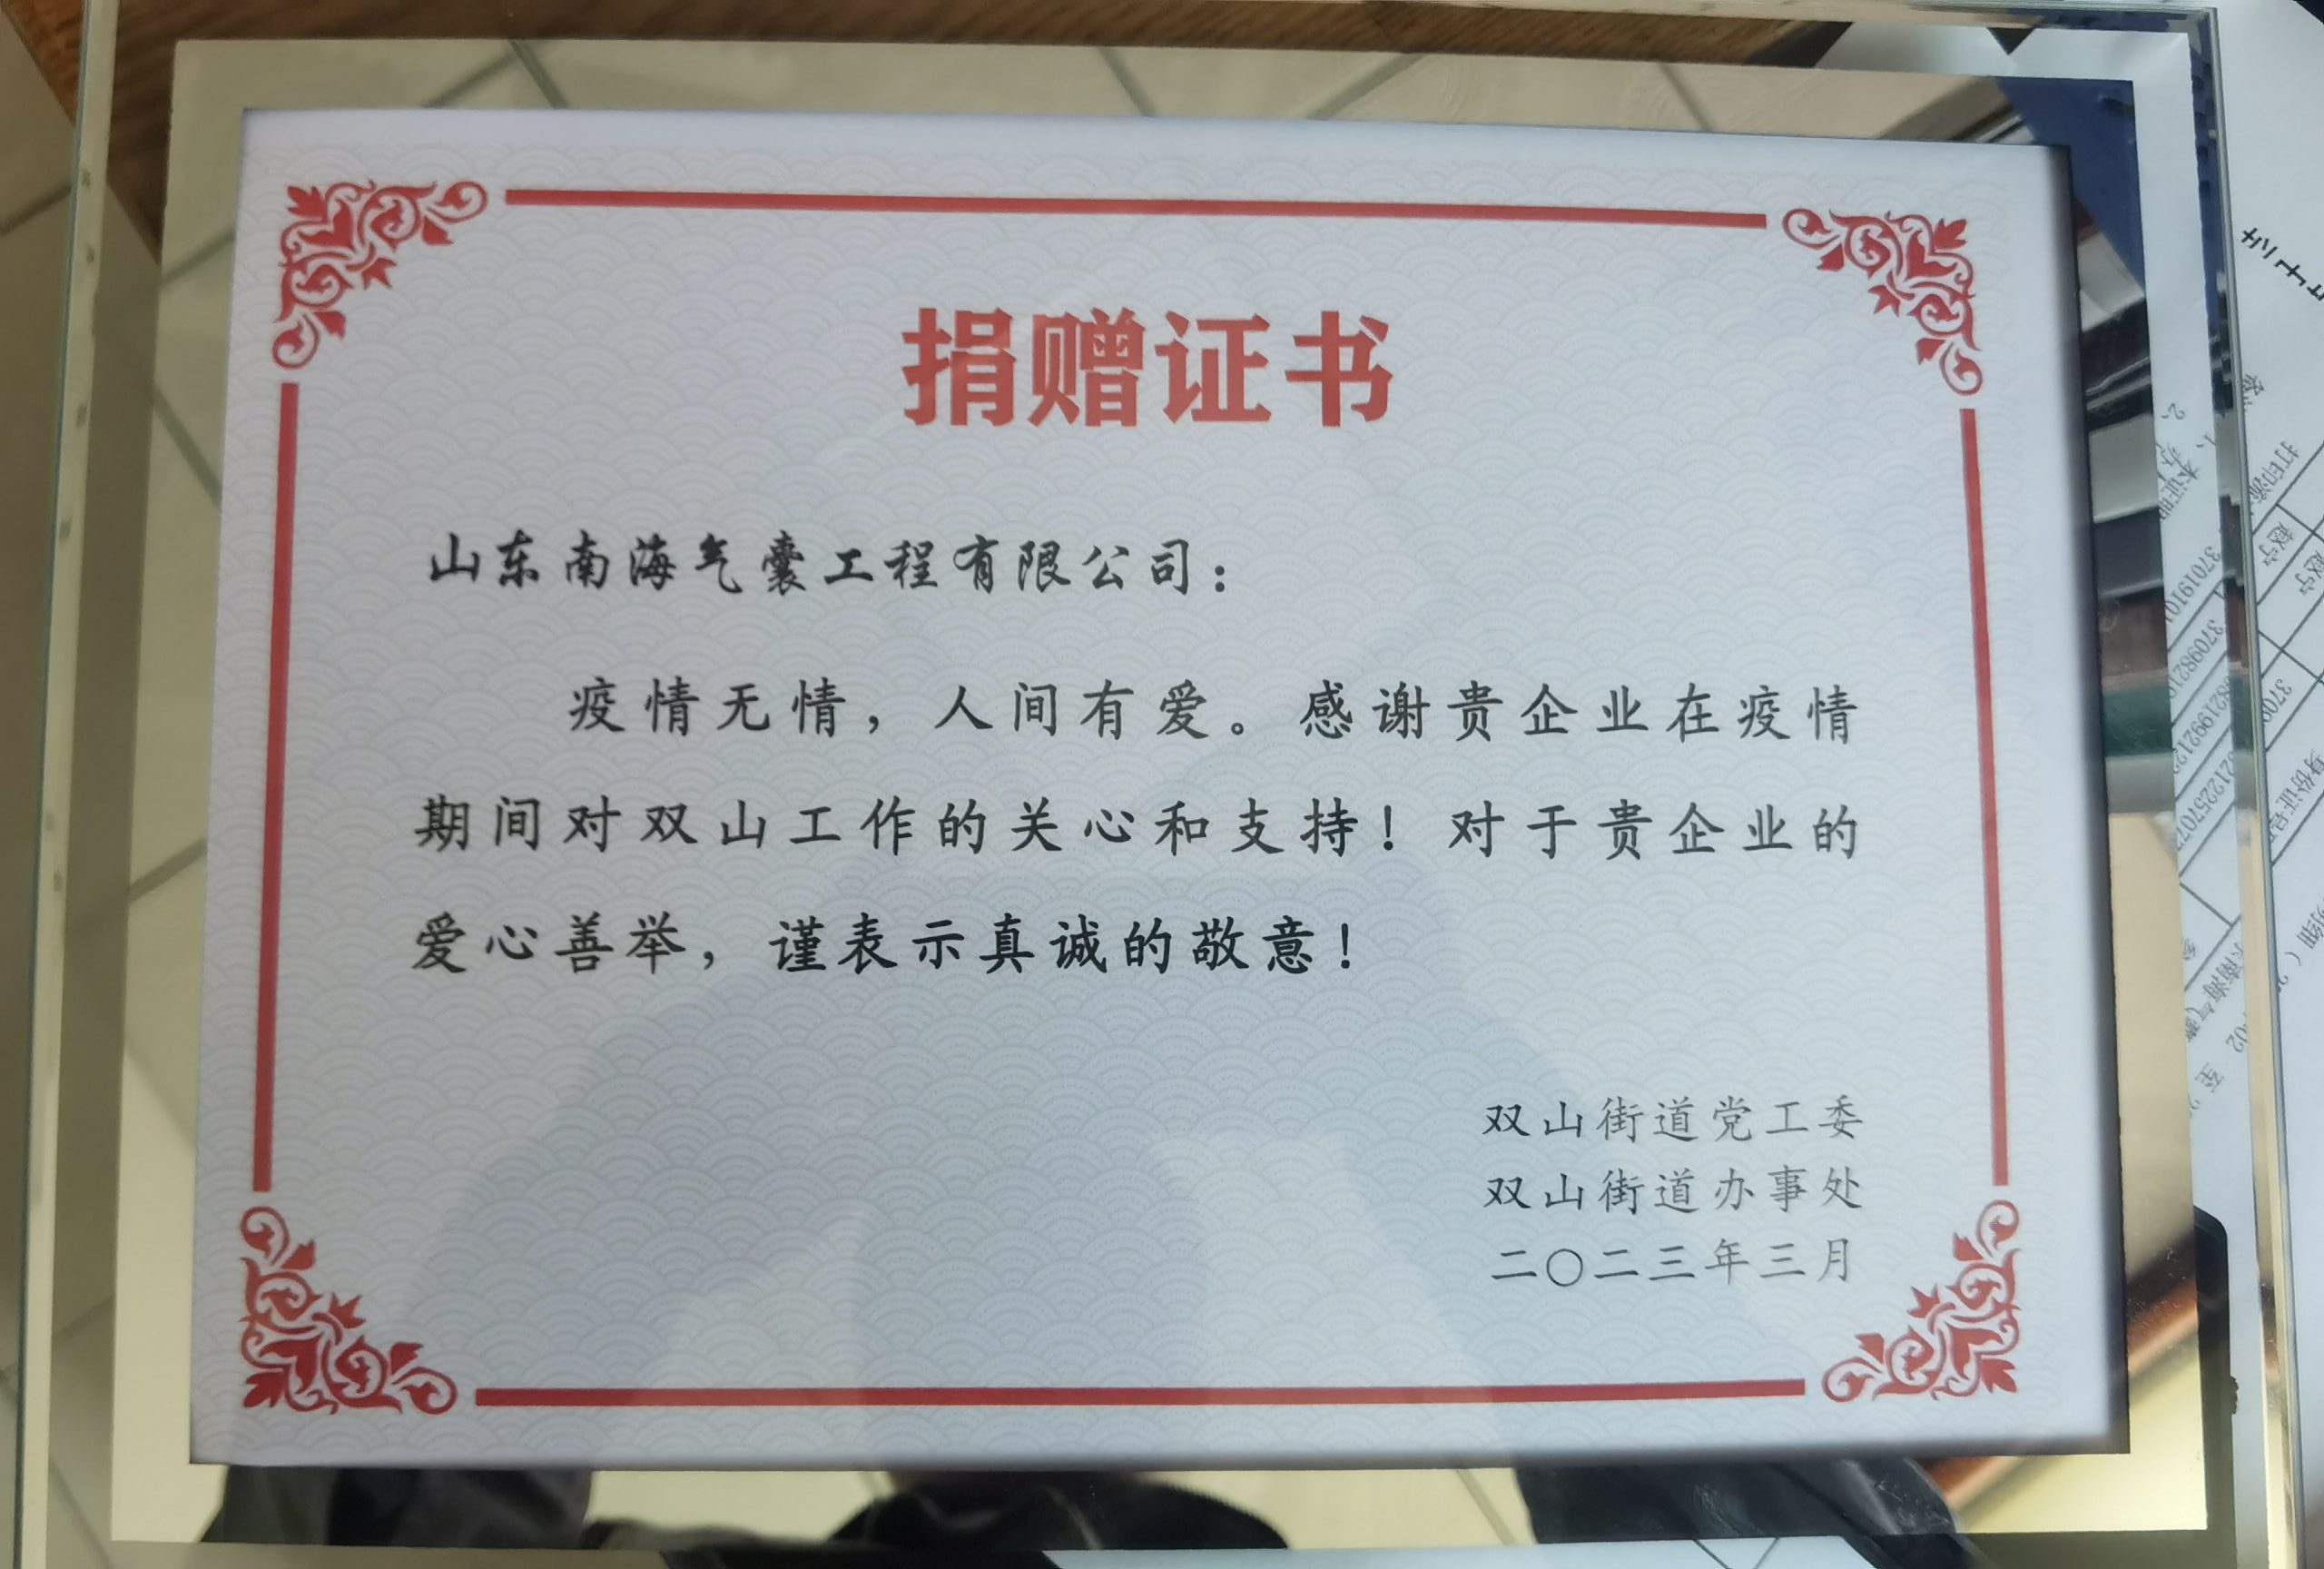 捐赠证书
山东南海气囊工程有限公司：
疫情无情，人间有爱。感谢贵企业在疫情
期间对双山工作的关心和支持！对于贵企业的
爱心善举，谨表示真诚的敬意！
双山街道党工委
双山街道办事处
二〇二三年三月